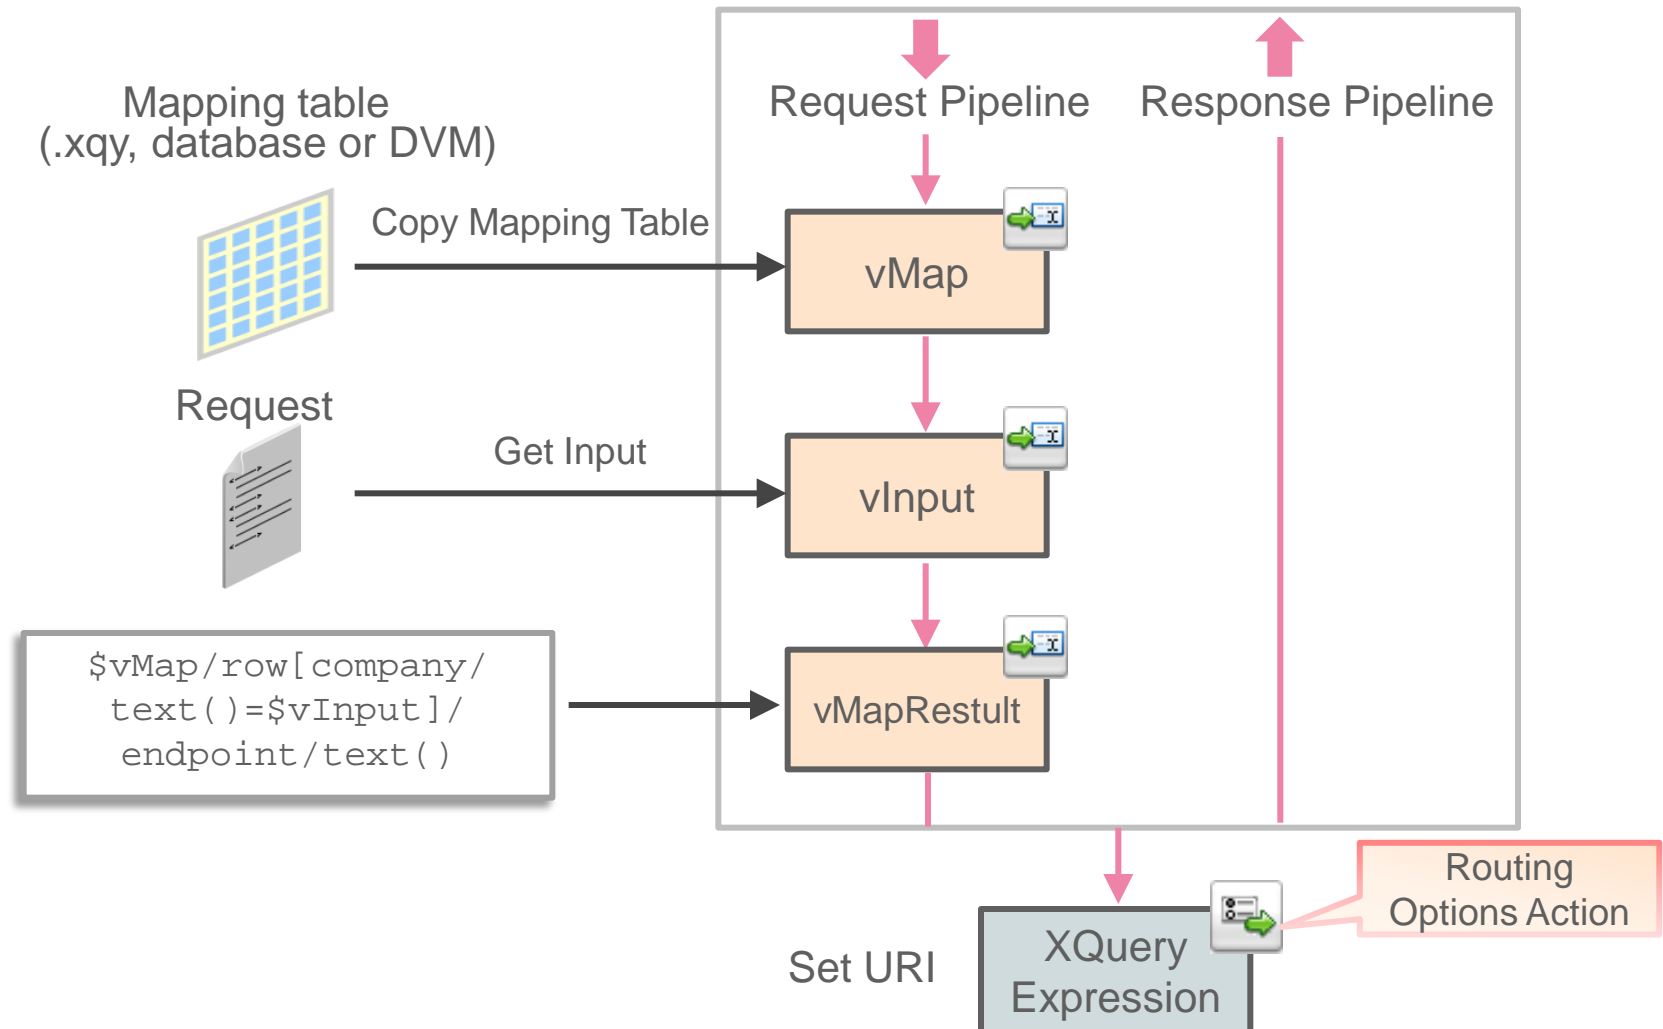 Request Pipeline
Response Pipeline
Mapping table
(.xqy, database or DVM)
Copy Mapping Table
vMap
Request
Get Input
vInput
$vMap/row[company/
text()=$vInput]/
endpoint/text()
vMapRestult
Routing
Options Action
Set URI
XQuery
Expression